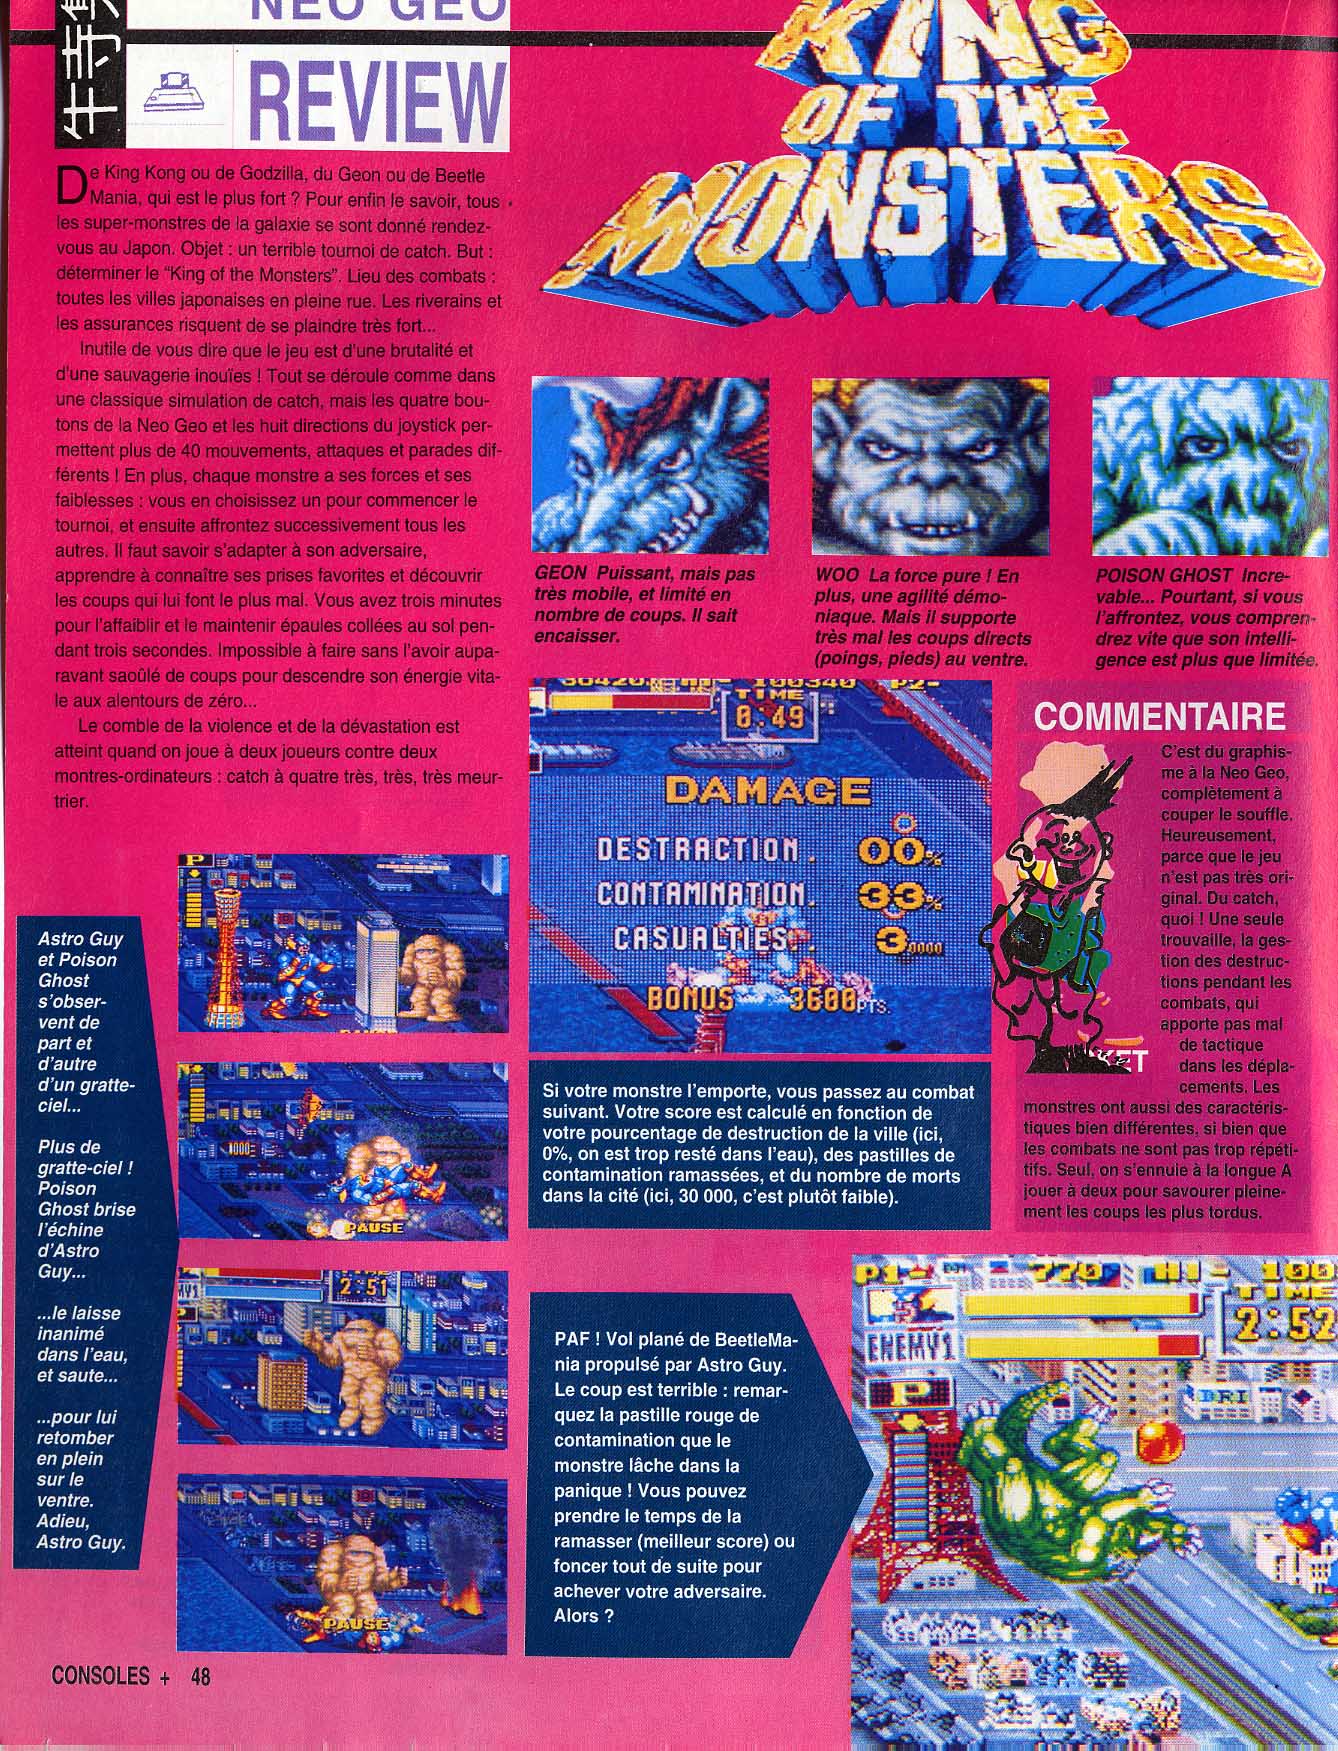 NEO GEO
REVIEW
KING
OF THE
MONSTERS
De King Kong ou de Godzilla, du Geon ou de Beetle
Mania, qui est le plus fort ? Pour enfin le savoir, tous
les super-monstres de la galaxie se sont donné rendez-
vous au Japon. Objet : un terrible tournoi de catch. But :
déterminer le “King of the Monsters”. Lieu des combats :
toutes les villes japonaises en pleine rue. Les riverains et
les assurances risquent de se plaindre très fort...
Inutile de vous dire que le jeu est d'une brutalité et
d'une sauvagerie inouïes ! Tout se déroule comme dans
une classique simulation de catch, mais les quatre bou-
tons de la Neo Geo et les huit directions du joystick per-
mettent plus de 40 mouvements, attaques et parades dif-
férents ! En plus, chaque monstre a ses forces et ses
faiblesses : vous en choisissez un pour commencer le
tournoi, et ensuite affrontez successivement tous les
autres. Il faut savoir s'adapter à son adversaire,
apprendre à connaître ses prises favorites et découvrir
les coups qui lui font le plus mal. Vous avez trois minutes
pour l'affaiblir et le maintenir épaules collées au sol pen-
dant trois secondes. Impossible à faire sans l'avoir aupa-
ravant saoûlé de coups pour descendre son énergie vita-
le aux alentours de zéro...
Le comble de la violence et de la dévastation est
atteint quand on joue à deux joueurs contre deux
montres-ordinateurs : catch à quatre très, très, très meur-
trier.
GEON Puissant, mais pas
très mobile, et limité en
nombre de coups. Il sait
encaisser.
WOO La force pure ! En
plus, une agilité démo-
niaque. Mais il supporte
très mal les coups directs
(poings, pieds) au ventre.
POISON GHOST Incre-
vable... Pourtant, si vous
l'affrontez, vous compren-
drez vite que son intelli-
gence est plus que limitée.
30420 HI- 100340 P2-
TIME
0:49
DAMAGE
DESTRACTION. 00%
CONTAMINATION. 33%
CASUALTIES. 3.0000
BONUS 3600PTS.
Si votre monstre l'emporte, vous passez au combat
suivant. Votre score est calculé en fonction de
votre pourcentage de destruction de la ville (ici,
0%, on est trop resté dans l'eau), des pastilles de
contamination ramassées, et du nombre de morts
dans la cité (ici, 30 000, c'est plutôt faible).
COMMENTAIRE
C'est du graphis-
me à la Neo Geo,
complètement à
couper le souffle.
Heureusement,
parce que le jeu
n'est pas très ori-
ginal. Du catch,
quoi ! Une seule
trouvaille, la ges-
tion des destruc-
tions pendant les
combats, qui
apporte pas mal
de tactique
dans les dépla-
cements. Les
monstres ont aussi des caractéris-
tiques bien différentes, si bien que
les combats ne sont pas trop répéti-
tifs. Seul, on s'ennuie à la longue A
jouer à deux pour savourer pleine-
ment les coups les plus tordus.
Astro Guy
et Poison
Ghost
s'obser-
vent de
part et
d'autre
d'un gratte-
ciel...
Plus de
gratte-ciel !
Poison
Ghost brise
l'échine
d'Astro
Guy...
...le laisse
inanimé
dans l'eau,
et saute...
...pour lui
retomber
en plein
sur le
ventre.
Adieu,
Astro Guy.
P
1000
PAUSE
2:51
PAUSE
PAF ! Vol plané de BeetleMa-
nia propulsé par Astro Guy.
Le coup est terrible : remar-
quez la pastille rouge de
contamination que le
monstre lâche dans la
panique ! Vous pouvez
prendre le temps de la
ramasser (meilleur score) ou
foncer tout de suite pour
achever votre adversaire.
Alors ?
P1- 770 HI- 100
TIME
2:52
ENEMY1
P
BRI
CONSOLES + 48